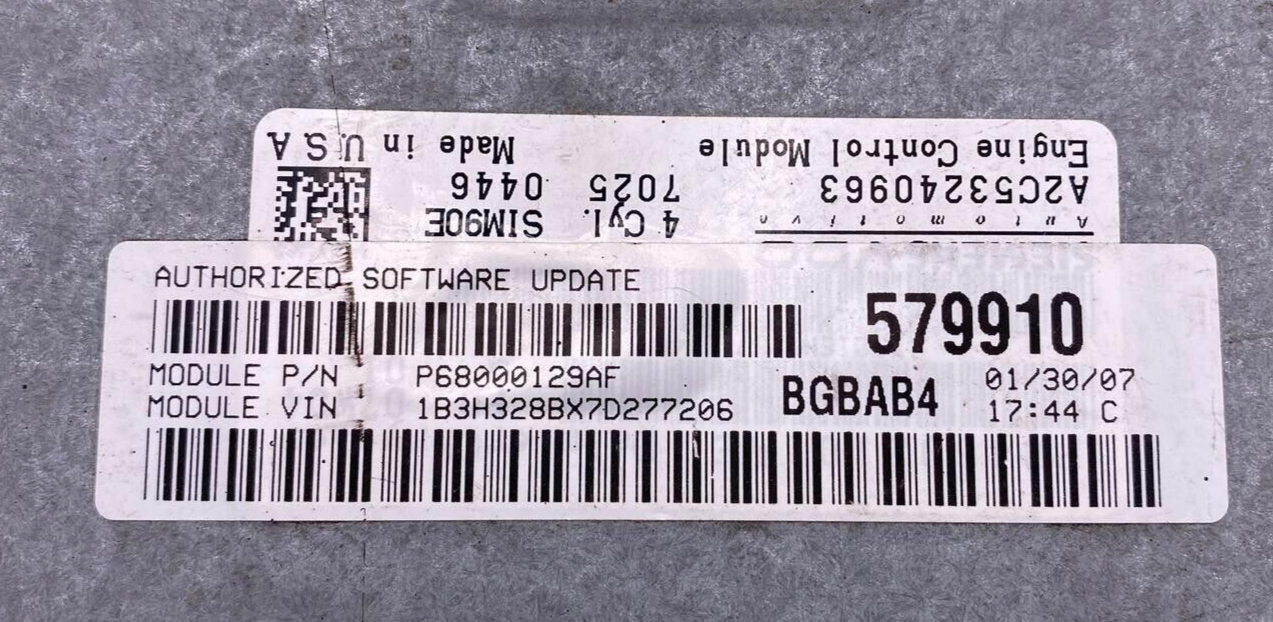 AUTHORIZED SOFTWARE UPDATE
579910
MODULE P/N P68000129AF
MODULE VIN 1B3H328BX7D277206
BGBAB4
01/30/07
17:44 C
Automotive
A2C53240963
Engine Control Module
4 Cyl. SIM90E
7025 0446
Made in U.S A